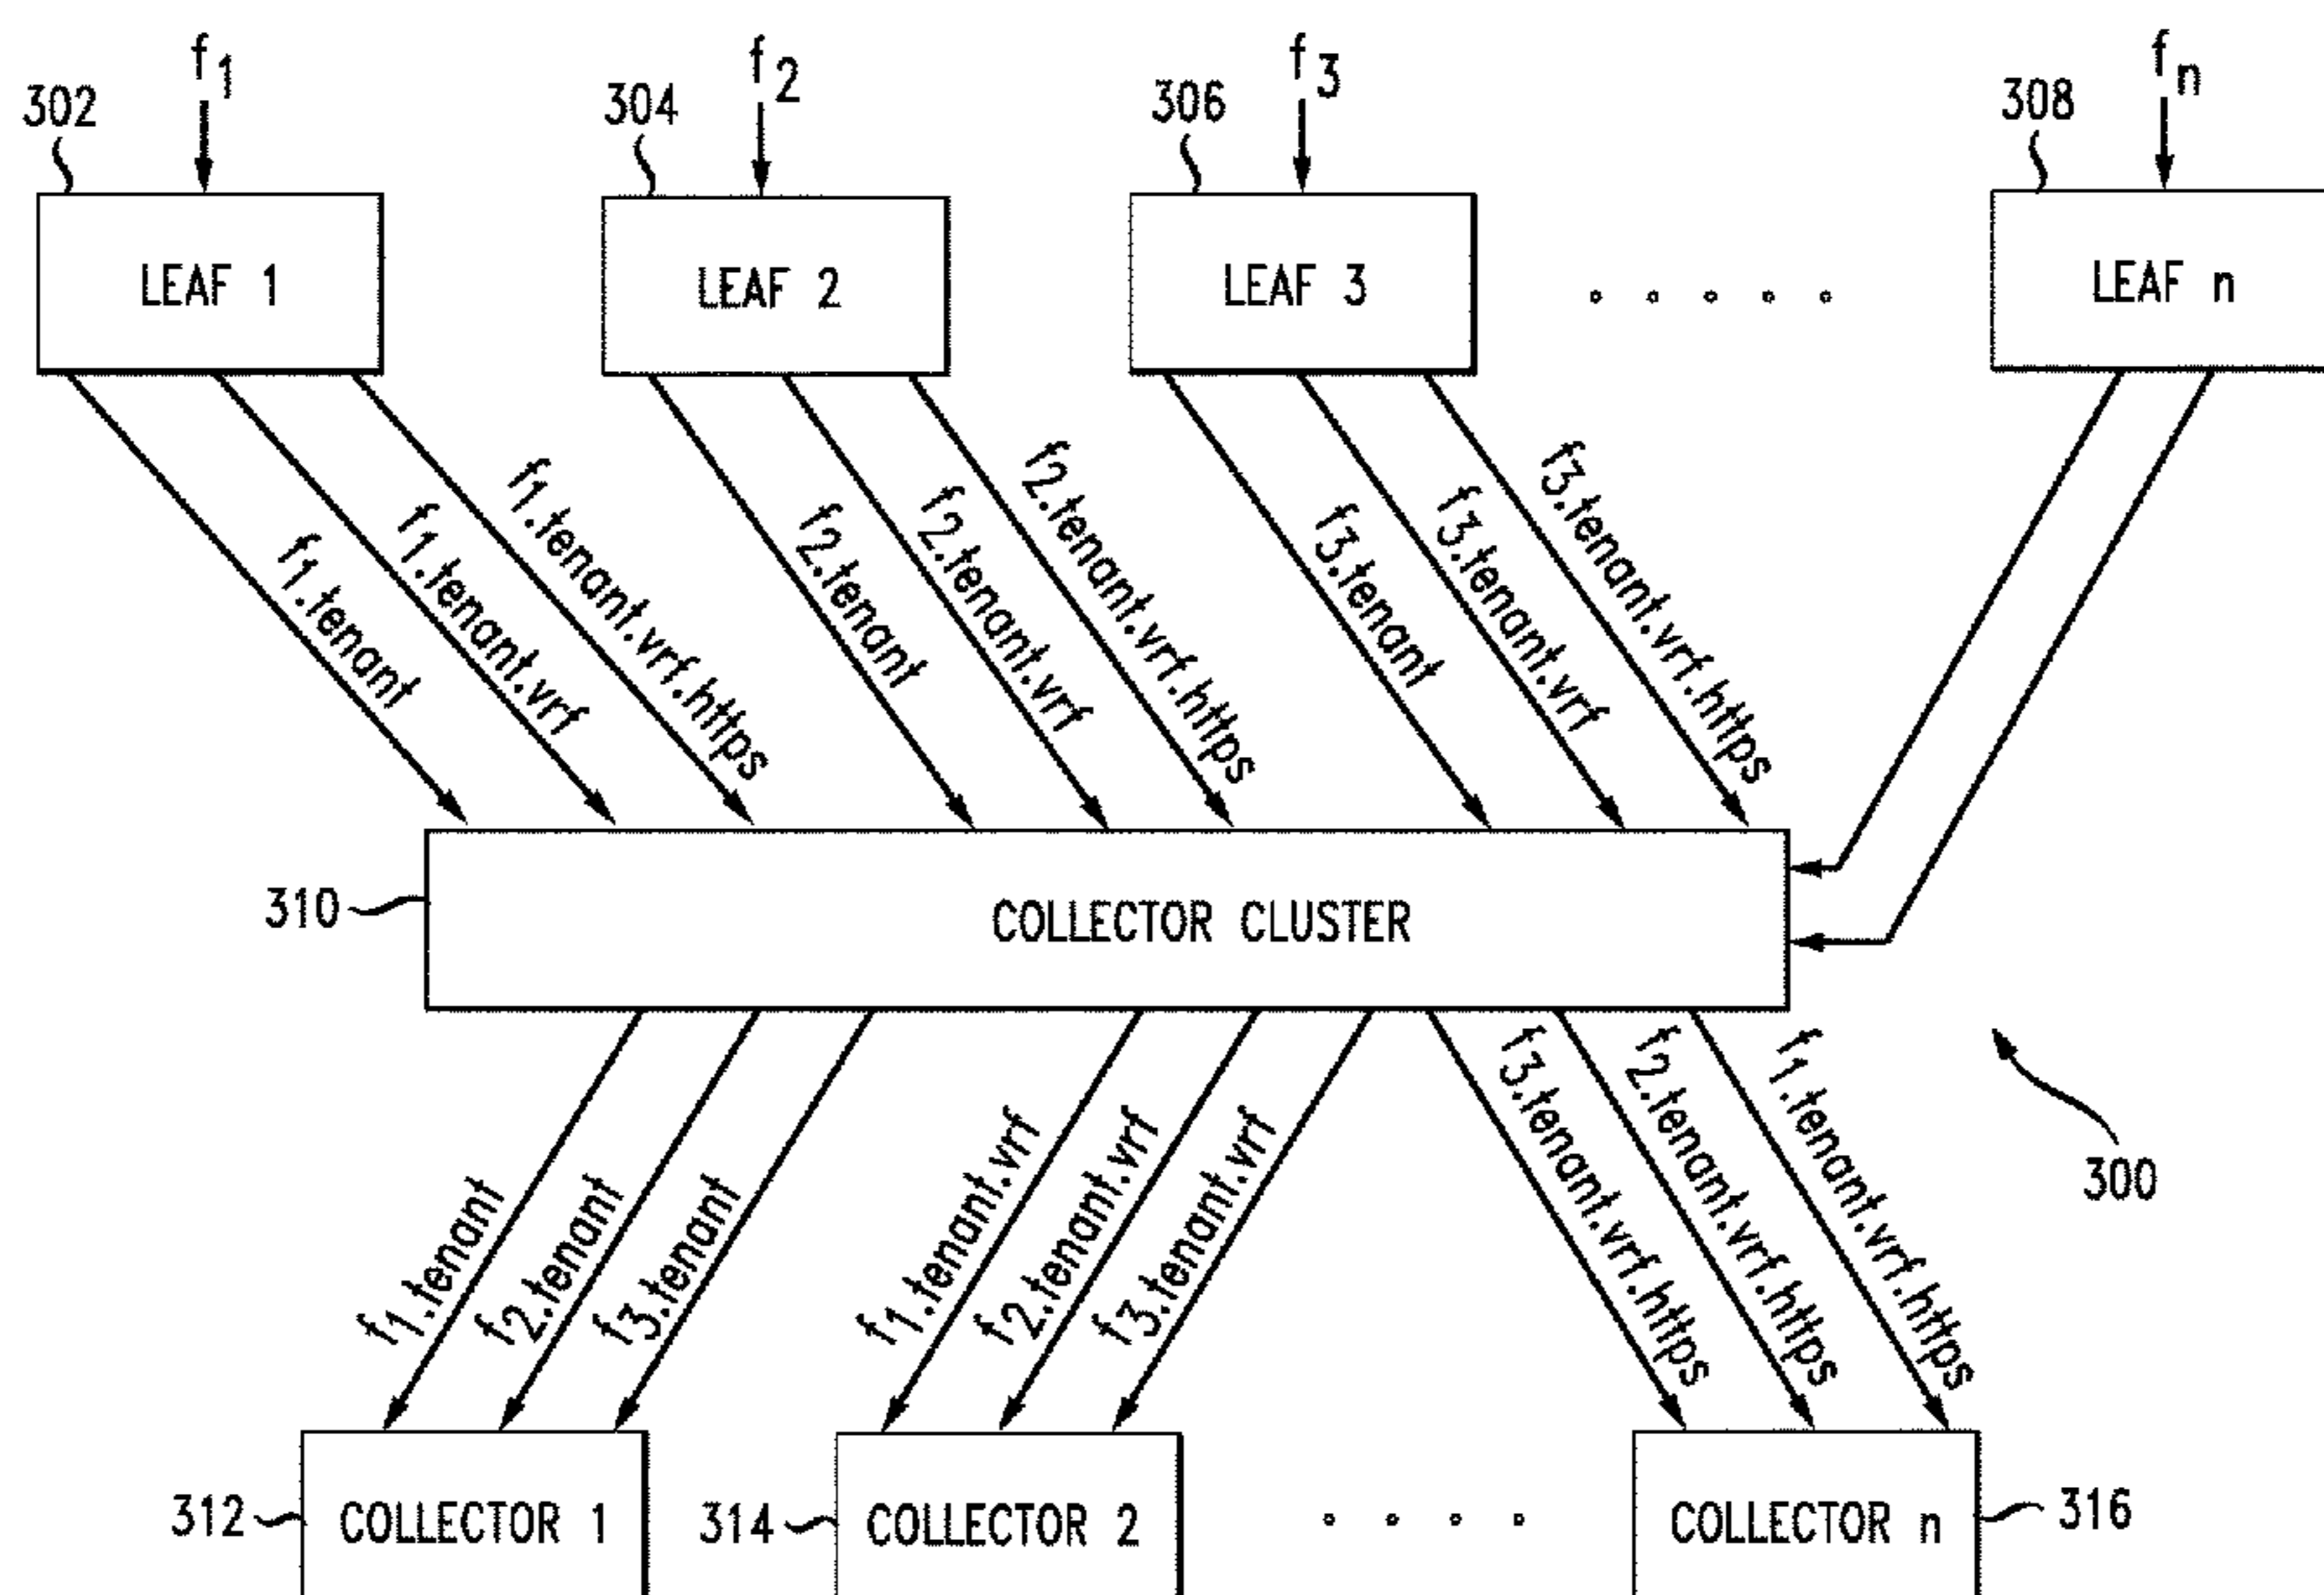 f1
f2
f3
fn
302
304
306
308
LEAF 1
LEAF 2
LEAF 3
LEAF n
f1.tenant
f1.tenant.vrf
f1.tenant.vrf.https
f2.tenant
f2.tenant.vrf
f2.tenant.vrf.https
f3.tenant
f3.tenant.vrf
f3.tenant.vrf.https
310
COLLECTOR CLUSTER
f1.tenant
f2.tenant
f3.tenant
f1.tenant.vrf
f2.tenant.vrf
f3.tenant.vrf
f3.tenant.vrf.https
f2.tenant.vrf.https
f1.tenant.vrf.https
300
312
COLLECTOR 1
314
COLLECTOR 2
COLLECTOR n
316